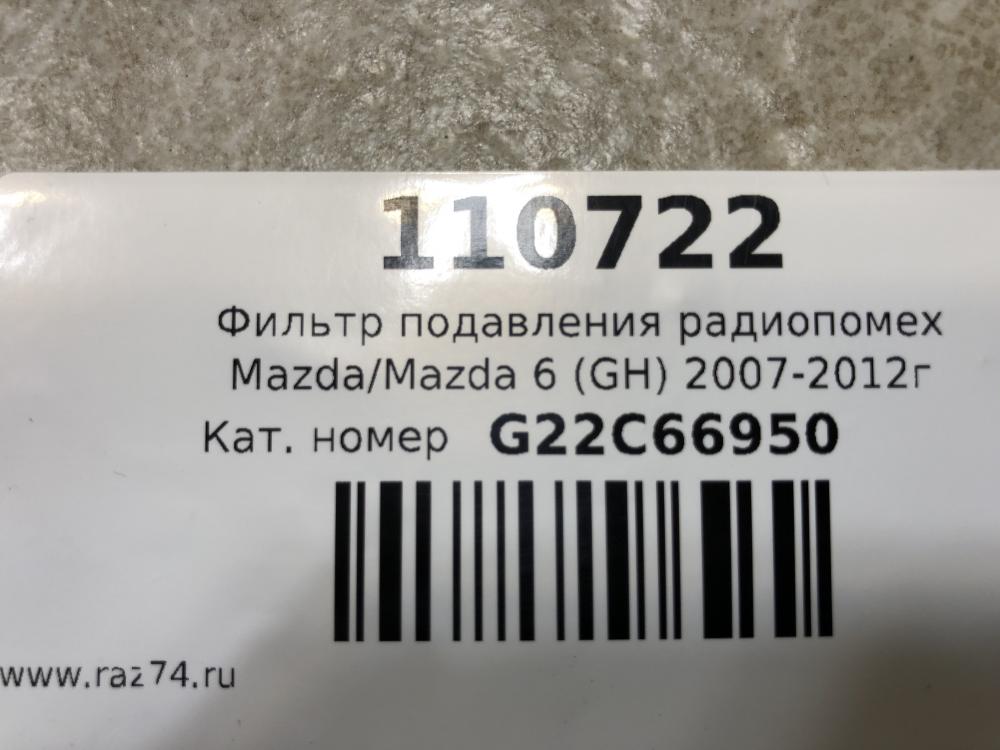 110722
Фильтр подавления радиопомех
Mazda/Mazda 6 (GH) 2007-2012г
Кат. номер G22C66950
www.raz74.ru